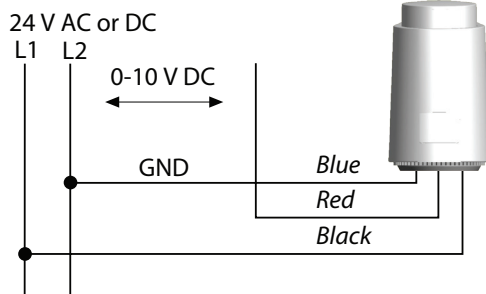 24 V AC or DC
L1 L2
0-10 V DC
GND
Blue
Red
Black